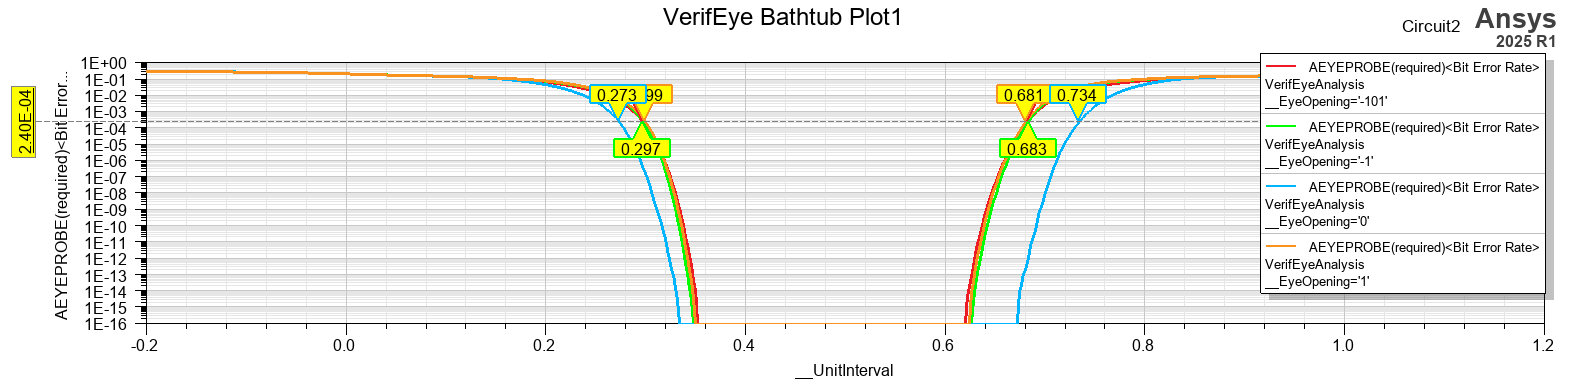 VerifEye Bathtub Plot1
Circuit2
Ansys
2025 R1
AEYEPROBE(required)<Bit Error...
2.40E-04
1E+00
1E-01
1E-02
1E-03
1E-04
1E-05
1E-06
1E-07
1E-08
1E-09
1E-10
1E-11
1E-12
1E-13
1E-14
1E-15
1E-16
0.273
99
0.297
0.681
0.734
0.683
AEYEPROBE(required)<Bit Error Rate>
VerifEyeAnalysis
__EyeOpening='-101'
AEYEPROBE(required)<Bit Error Rate>
VerifEyeAnalysis
__EyeOpening='-1'
AEYEPROBE(required)<Bit Error Rate>
VerifEyeAnalysis
__EyeOpening='0'
AEYEPROBE(required)<Bit Error Rate>
VerifEyeAnalysis
__EyeOpening='1'
-0.2 0.0 0.2 0.4 0.6 0.8 1.0 1.2
__UnitInterval